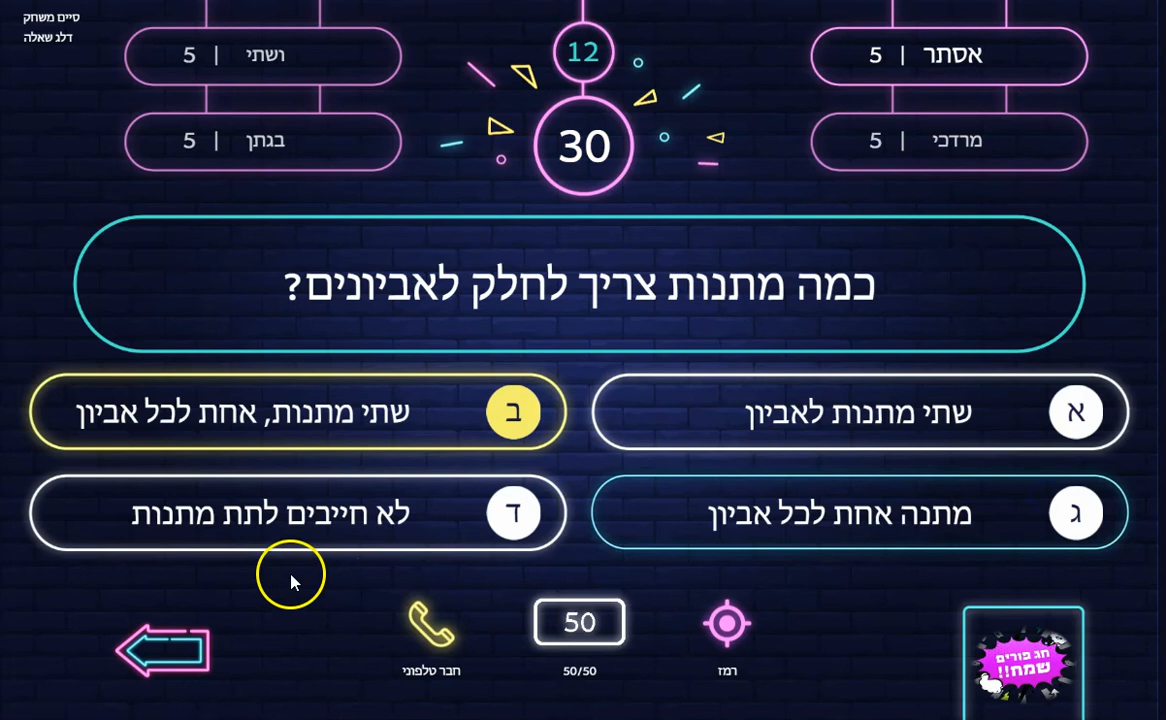 סיים משחק
דלג שאלה
אסתר | 5
12
ושתי | 5
מרדכי | 5
30
בגתן | 5
כמה מתנות צריך לחלק לאביונים?
א שתי מתנות לאביון
ב שתי מתנות, אחת לכל אביון
ג מתנה אחת לכל אביון
ד לא חייבים לתת מתנות
רמז
50
50/50
חבר טלפוני
חג פורים
שמח!!